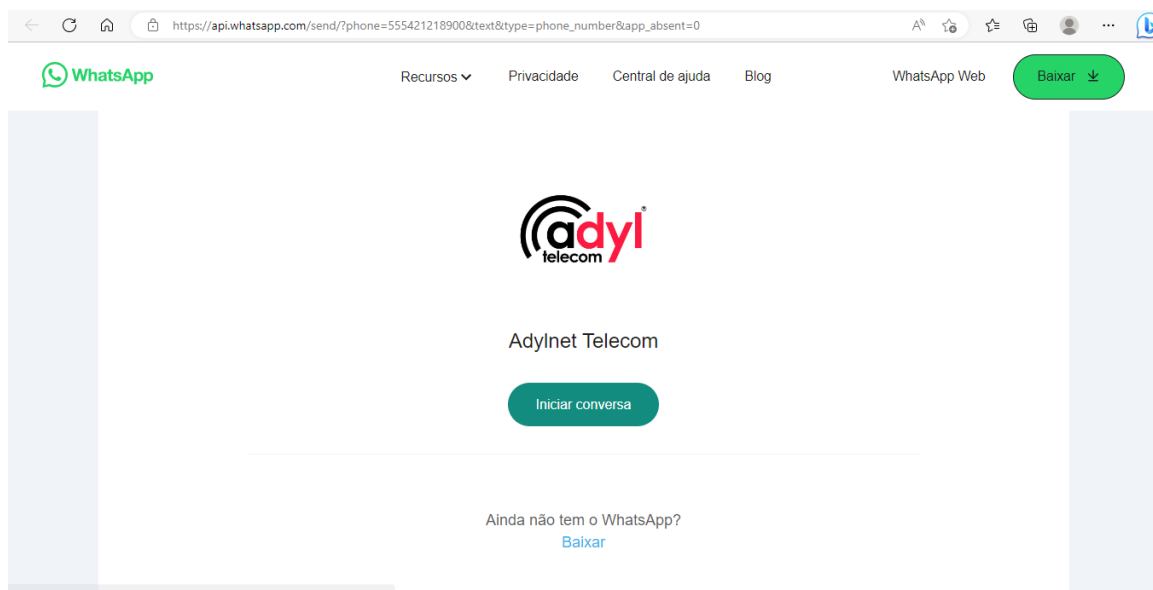 https://api.whatsapp.com/send/?phone=555421218900&text&type=phone_number&app_absent=0
WhatsApp Recursos Privacidade Central de ajuda Blog WhatsApp Web Baixar
adyl
telecom
Adylnet Telecom
Iniciar conversa
Ainda não tem o WhatsApp?
Baixar